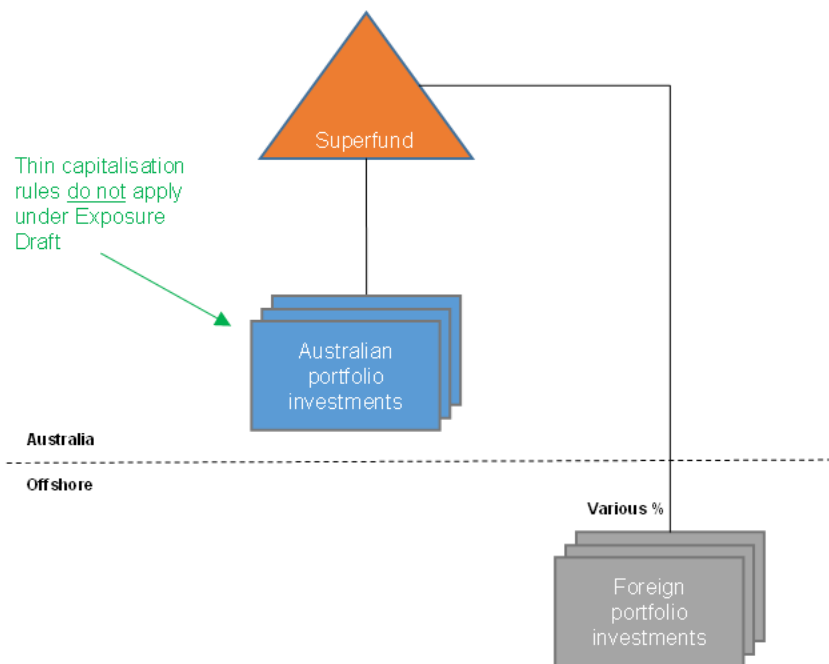 Superfund
Thin capitalisation
rules do not apply
under Exposure
Draft
Australian
portfolio
investments
Australia
Offshore
Various %
Foreign
portfolio
investments